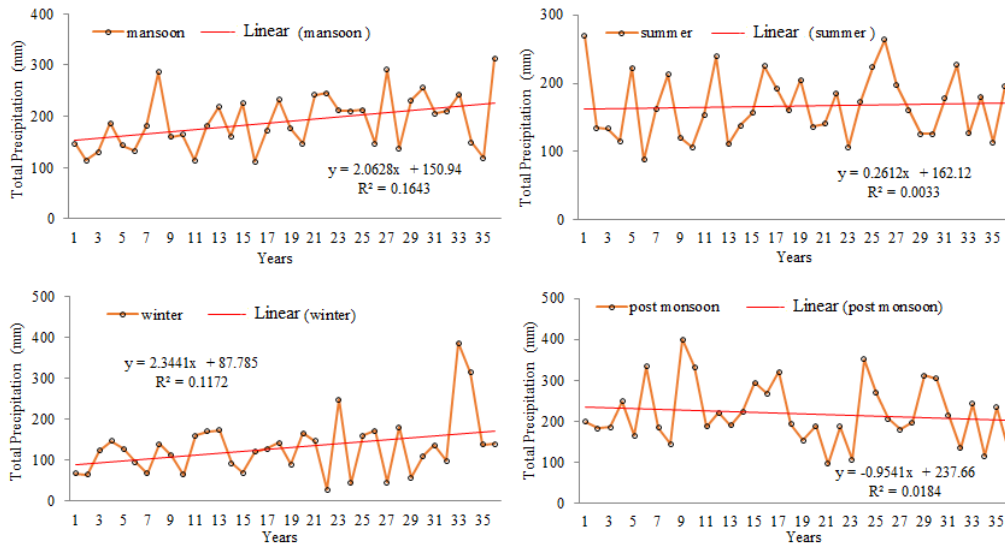 400
300
200
100
0
Total Precipitation (mm)
mansoon
Linear (mansoon )
y = 2.0628x + 150.94
R² = 0.1643
1 3 5 7 9 11 13 15 17 19 21 23 25 27 29 31 33 35
Years
300
200
100
0
Total Precipitation (mm)
summer
Linear (summer)
y = 0.2612x + 162.12
R² = 0.0033
1 3 5 7 9 11 13 15 17 19 21 23 25 27 29 31 33 35
Years
500
400
300
200
100
0
Total Precipitation (mm)
winter
Linear (winter)
y = 2.3441x + 87.785
R² = 0.1172
1 3 5 7 9 11 13 15 17 19 21 23 25 27 29 31 33 35
Years
500
400
300
200
100
0
Total Precipitation (mm)
post monsoon
Linear (post monsoon)
y = -0.9541x + 237.66
R² = 0.0184
1 3 5 7 9 11 13 15 17 19 21 23 25 27 29 31 33 35
Years